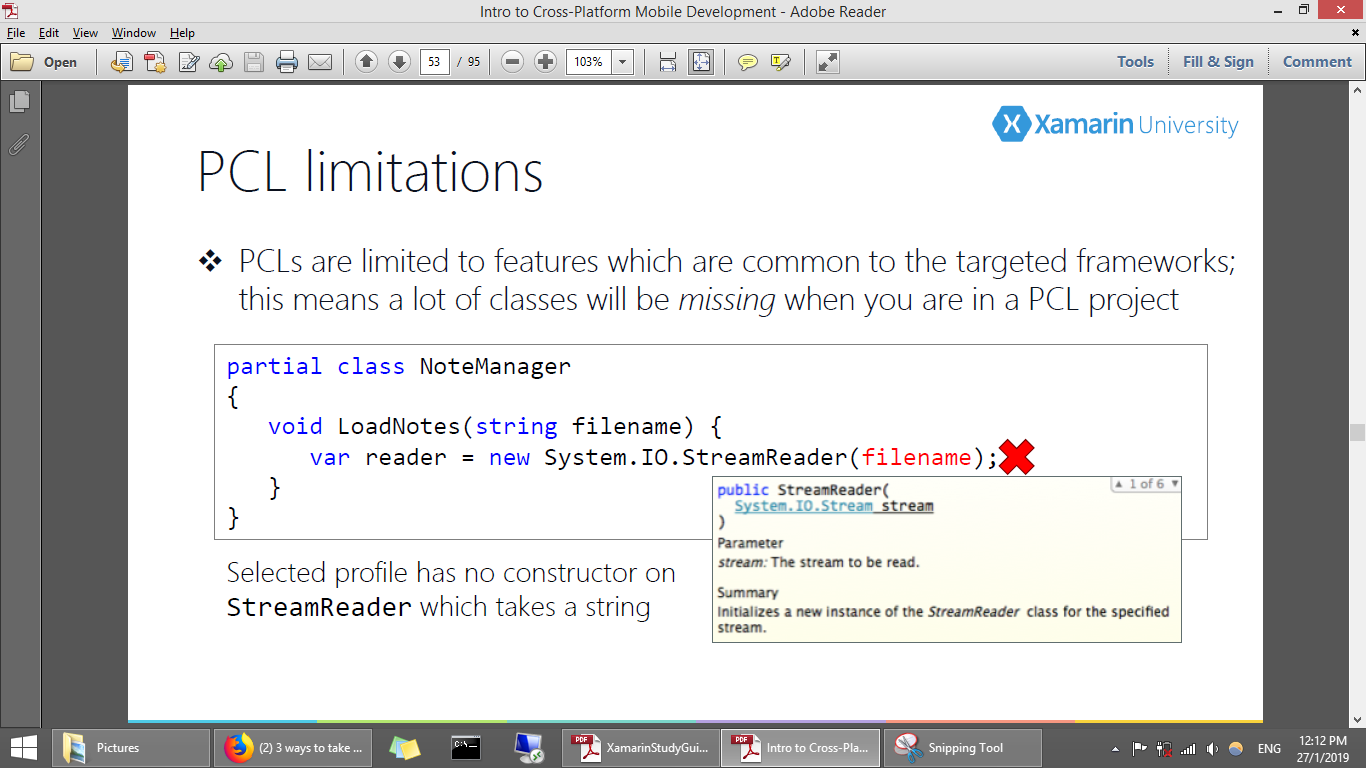 Intro to Cross-Platform Mobile Development - Adobe Reader
File Edit View Window Help
Open 53 / 95 103% Tools Fill & Sign Comment
Xamarin University
PCL limitations
❖ PCLs are limited to features which are common to the targeted frameworks;
this means a lot of classes will be missing when you are in a PCL project
partial class NoteManager
{
void LoadNotes(string filename) {
var reader = new System.IO.StreamReader(filename);
}
}
▲ 1 of 6 ▼
public StreamReader(
System.IO.Stream stream
)
Parameter
stream: The stream to be read.
Summary
Initializes a new instance of the StreamReader class for the specified
stream.
Selected profile has no constructor on
StreamReader which takes a string
Pictures (2) 3 ways to take ... C:\_ PDF XamarinStudyGui... PDF Intro to Cross-Pla... Snipping Tool ENG 12:12 PM
27/1/2019